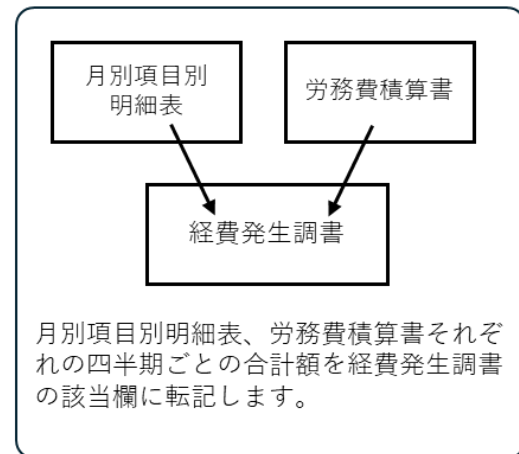 月別項目別
明細表
労務費積算書
経費発生調書
月別項目別明細表、労務費積算書それぞ
れの四半期ごとの合計額を経費発生調書
の該当欄に転記します。